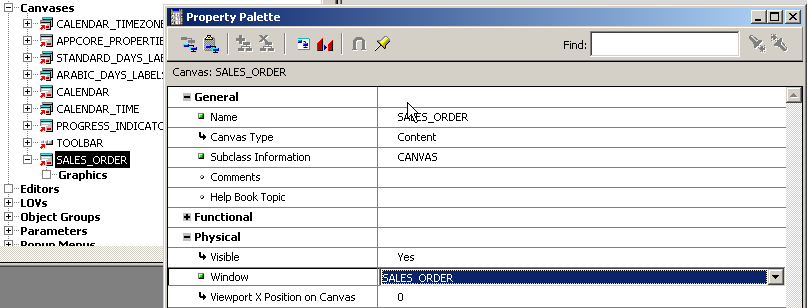 Canvases
CALENDAR_TIMEZONE
APPCORE_PROPERTI
STANDARD_DAYS_LABELS
ARABIC_DAYS_LABELS
CALENDAR
CALENDAR_TIME
PROGRESS_INDICATO
TOOLBAR
SALES_ORDER
Graphics
Editors
LOVs
Object Groups
Parameters
Popup Menus
Property Palette
Find:
Canvas: SALES_ORDER
General
Name SALES_ORDER
Canvas Type Content
Subclass Information CANVAS
Comments
Help Book Topic
Functional
Physical
Visible Yes
Window SALES_ORDER
Viewport X Position on Canvas 0